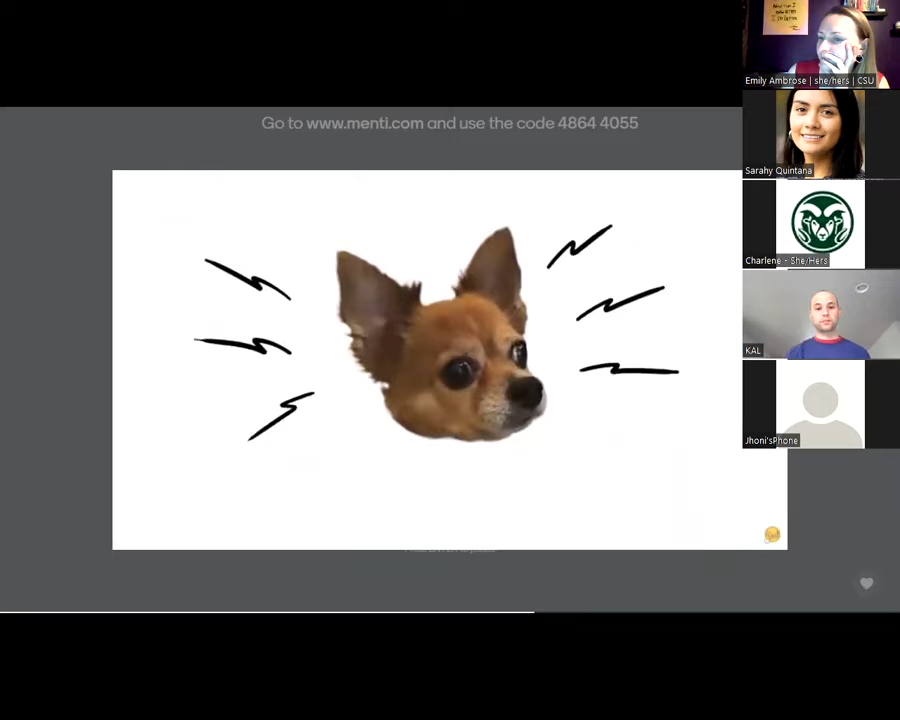 Go to www.menti.com and use the code 4864 4055
Emily Ambrose | she/hers | CSU
Sarahy Quintana
Charlene - She/Hers
KAL
Jhoni'sPhone